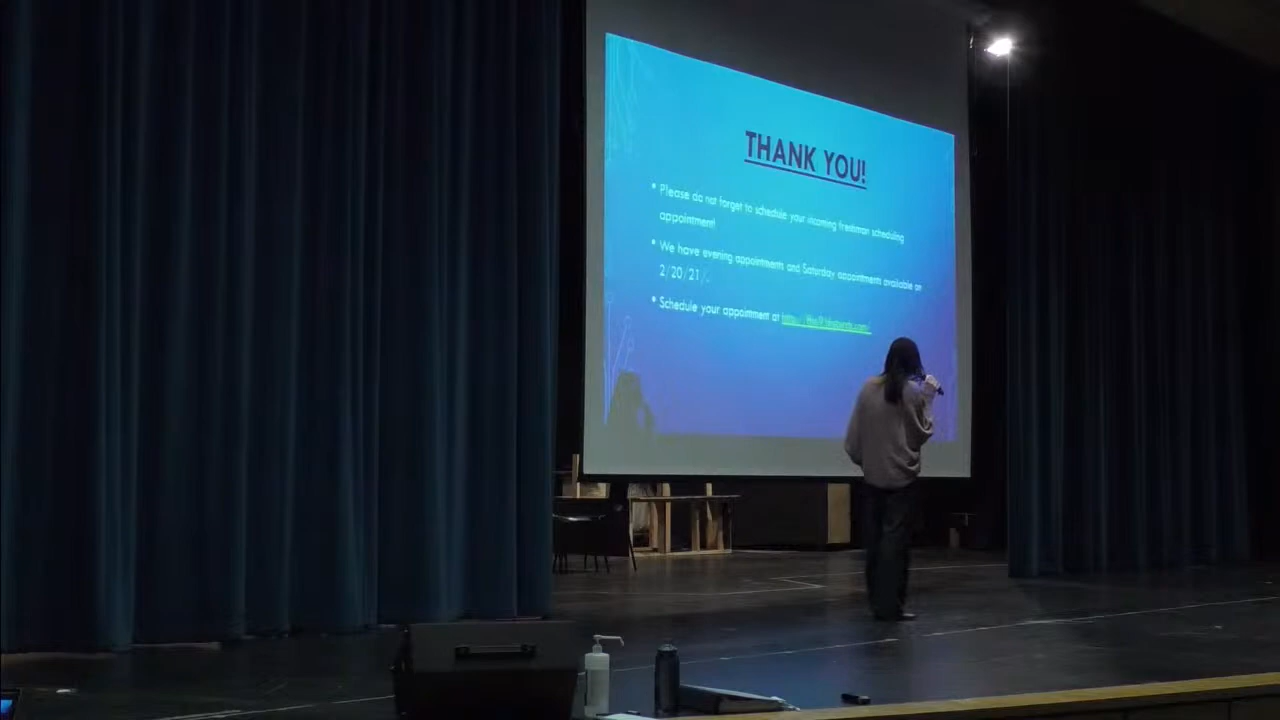 THANK YOU!
• Please do not forget to schedule your incoming freshman scheduling
appointment!
• We have evening appointments and Saturday appointments available on
2/20/21/
• Schedule your appointment at